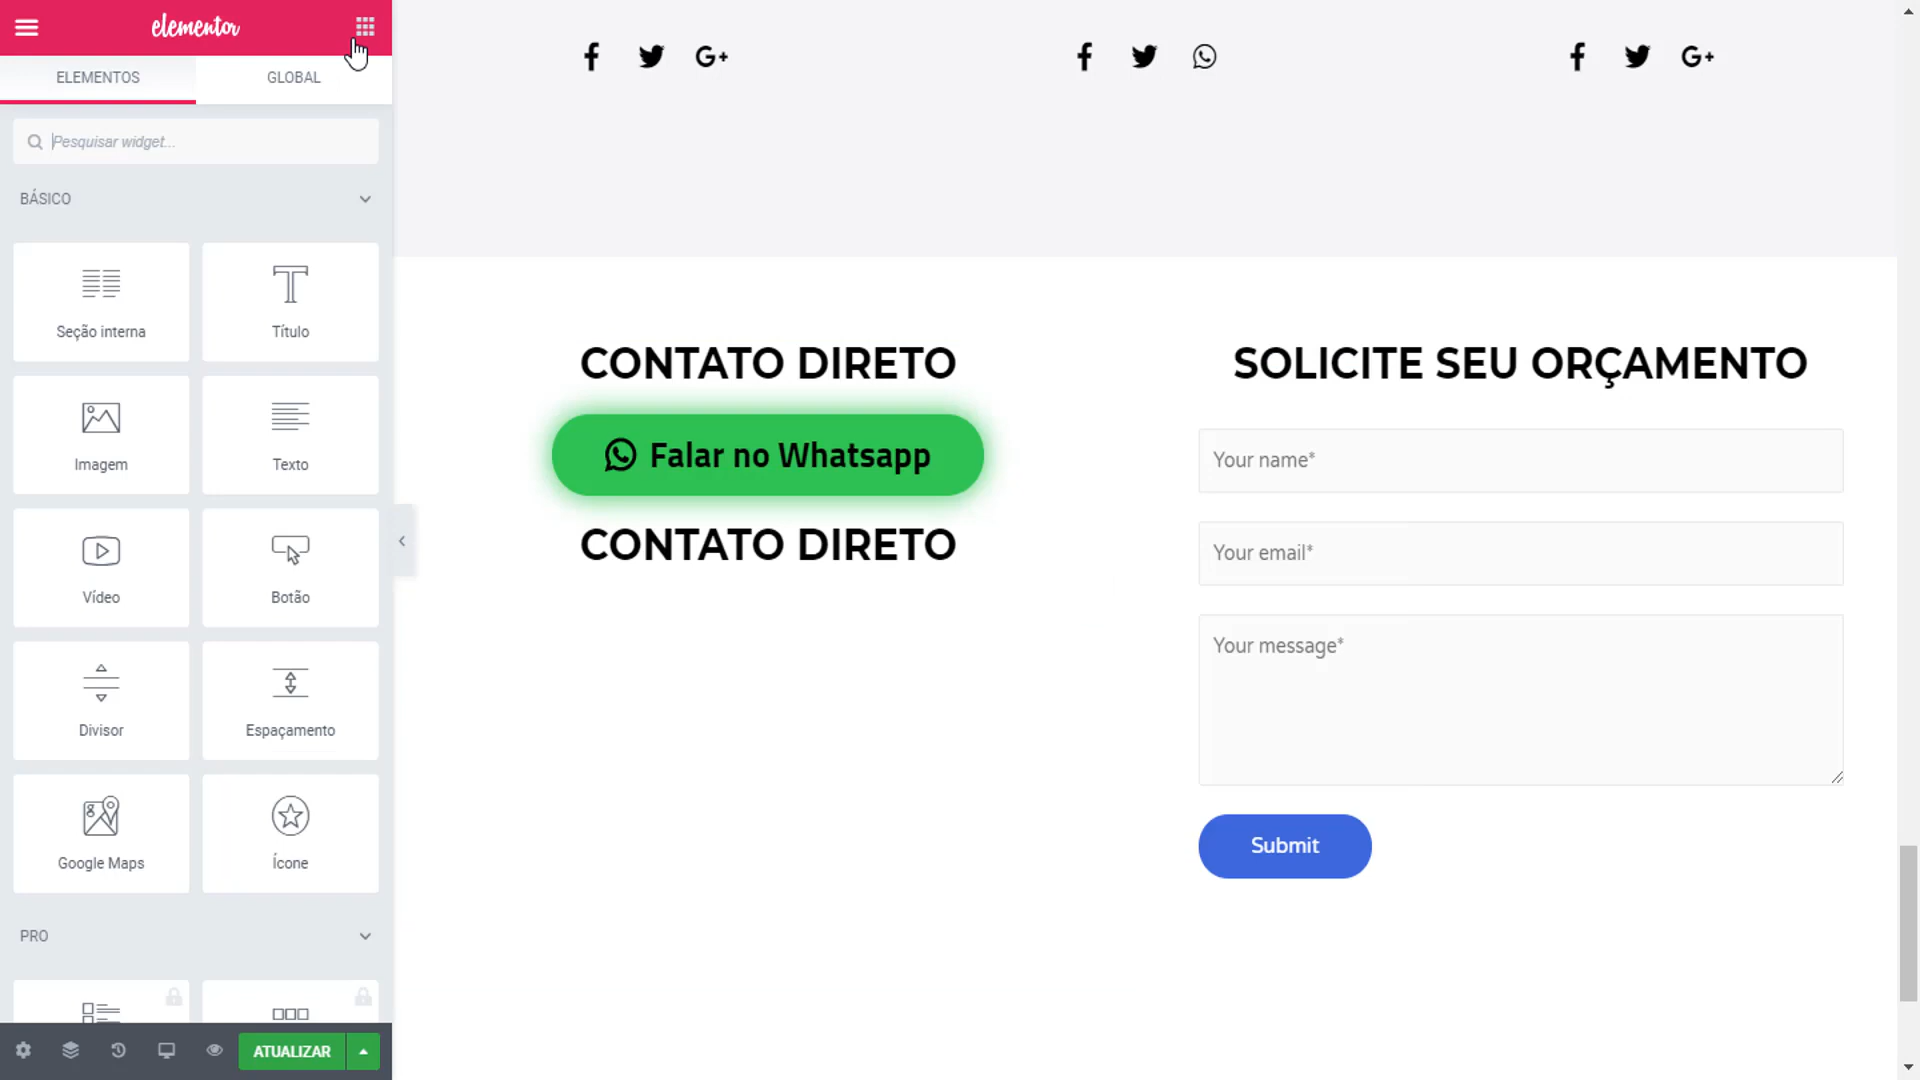 elementor
ELEMENTOS
GLOBAL
Pesquisar widget...
BÁSICO
Seção interna
Título
Imagem
Texto
Vídeo
Botão
Divisor
Espaçamento
Google Maps
Ícone
PRO
ATUALIZAR
CONTATO DIRETO
Falar no Whatsapp
CONTATO DIRETO
SOLICITE SEU ORÇAMENTO
Your name*
Your email*
Your message*
Submit